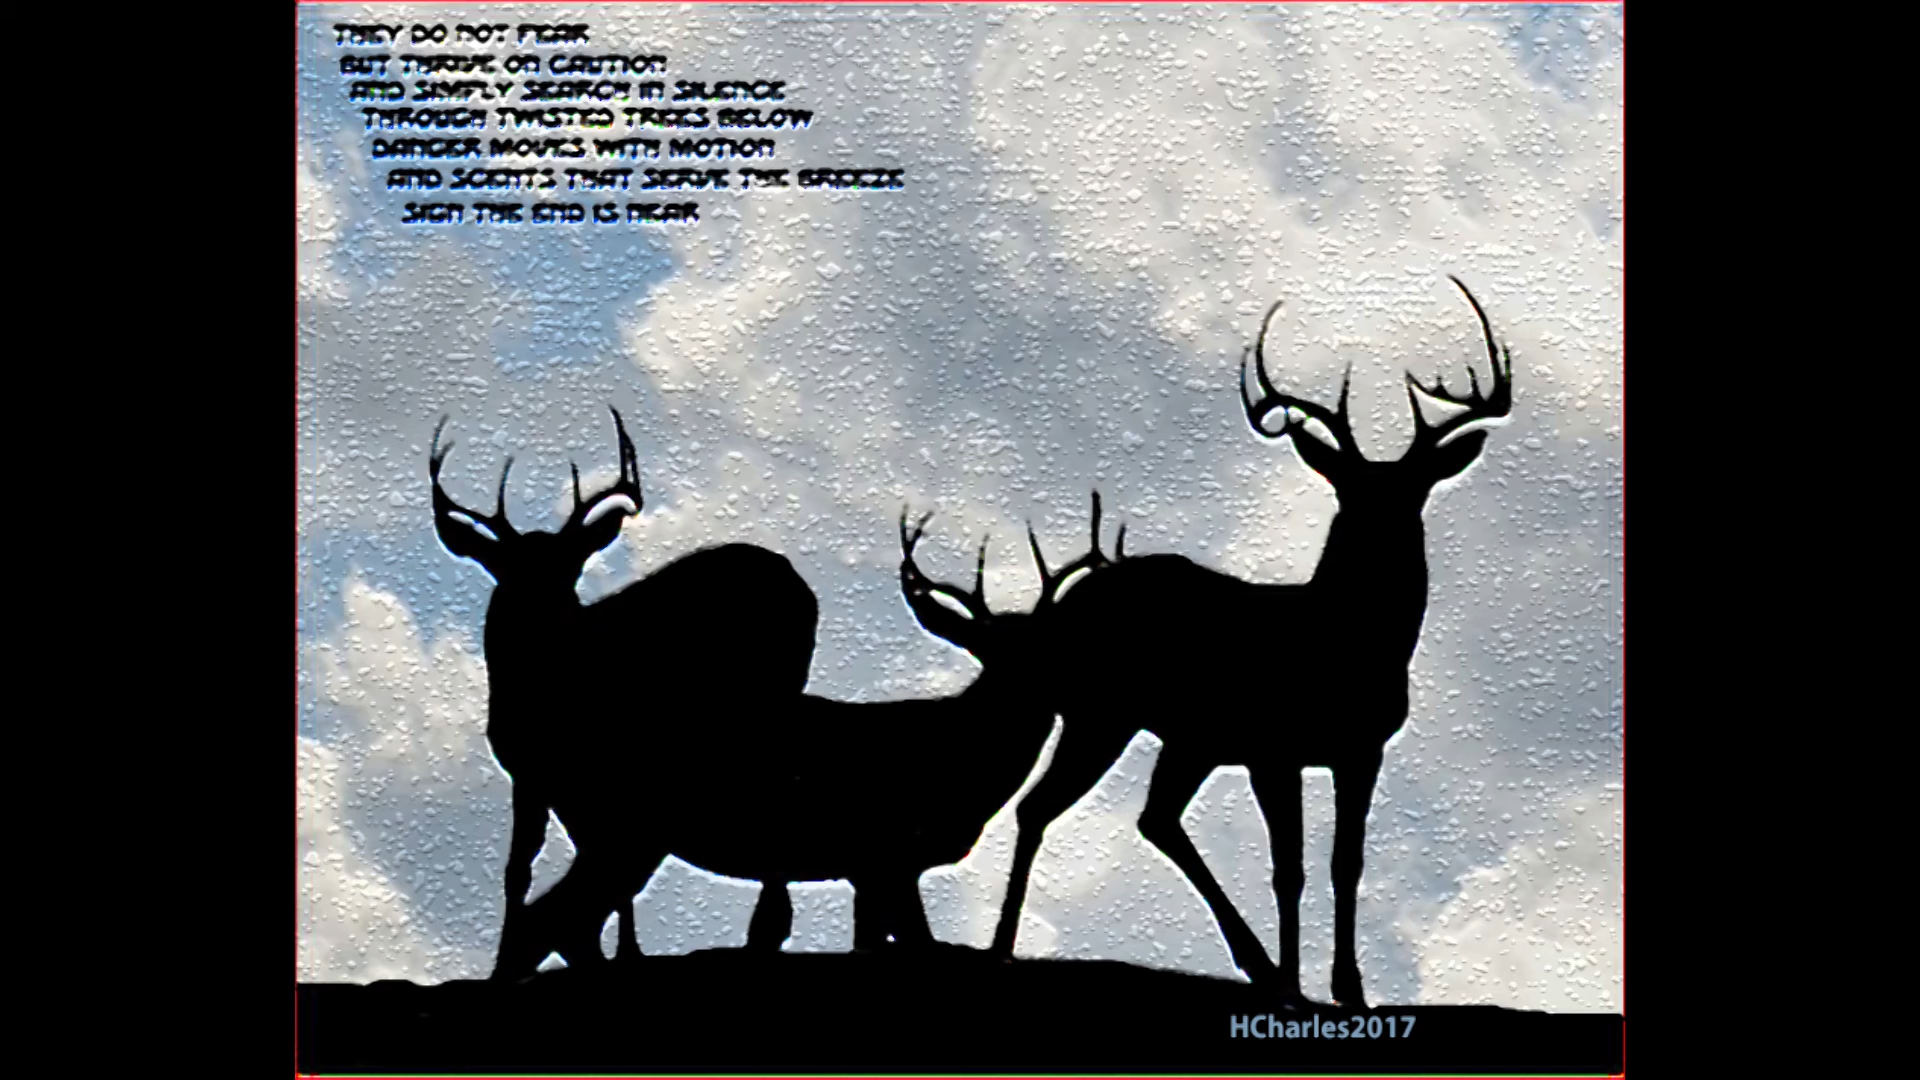 THEY DO NOT FEAR
BUT THRIVE ON CAUTION
AND SIMPLY SEARCH IN SILENCE
THROUGH TWISTED TREES BELOW
DANGER MOVES WITH MOTION
AND SCENTS THAT SERVE THE BREEZE
SIGN THE END IS NEAR
HCharles2017